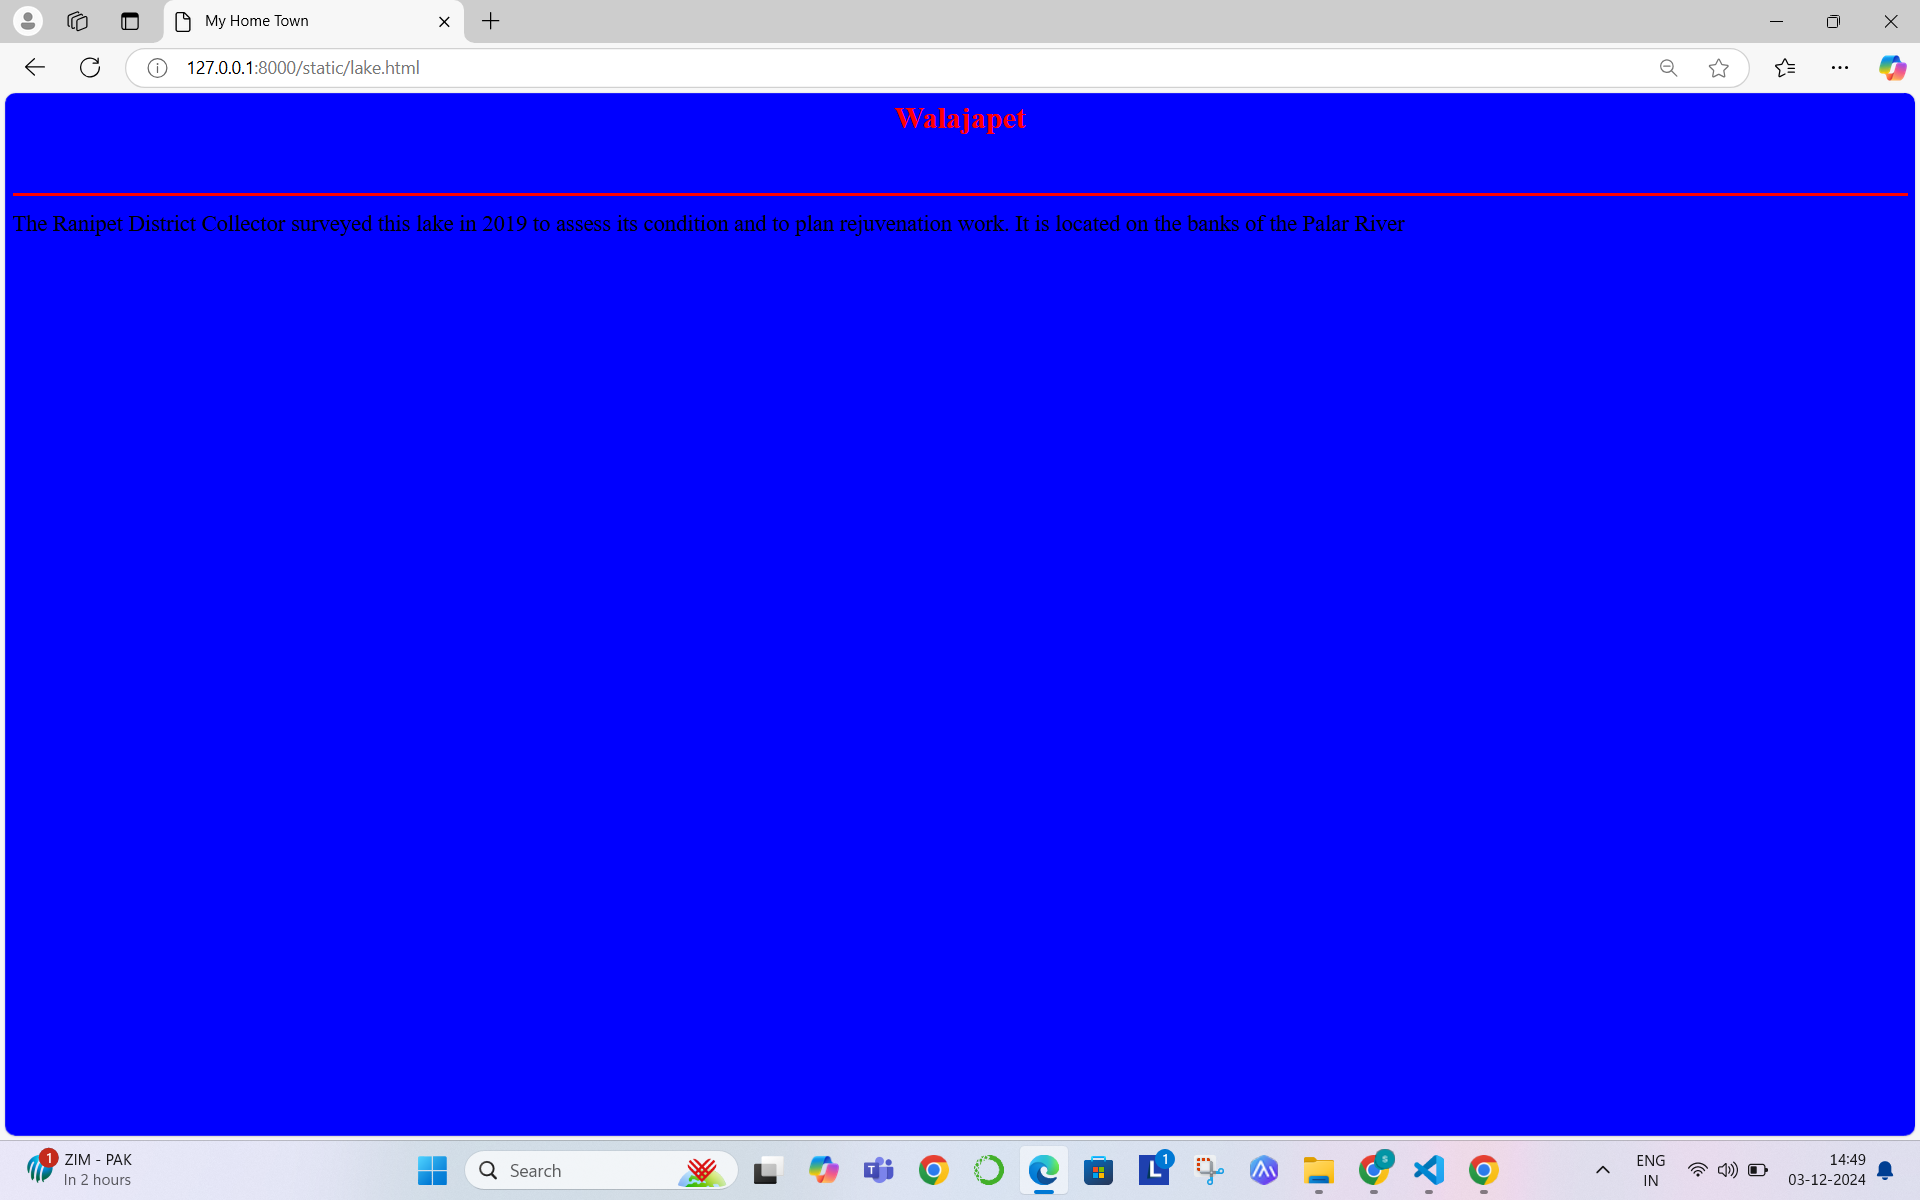 My Home Town
127.0.0.1:8000/static/lake.html
Walajapet
The Ranipet District Collector surveyed this lake in 2019 to assess its condition and to plan rejuvenation work. It is located on the banks of the Palar River
1
ZIM - PAK
In 2 hours
Search
T
L
1
s
ENG
IN
14:49
03-12-2024